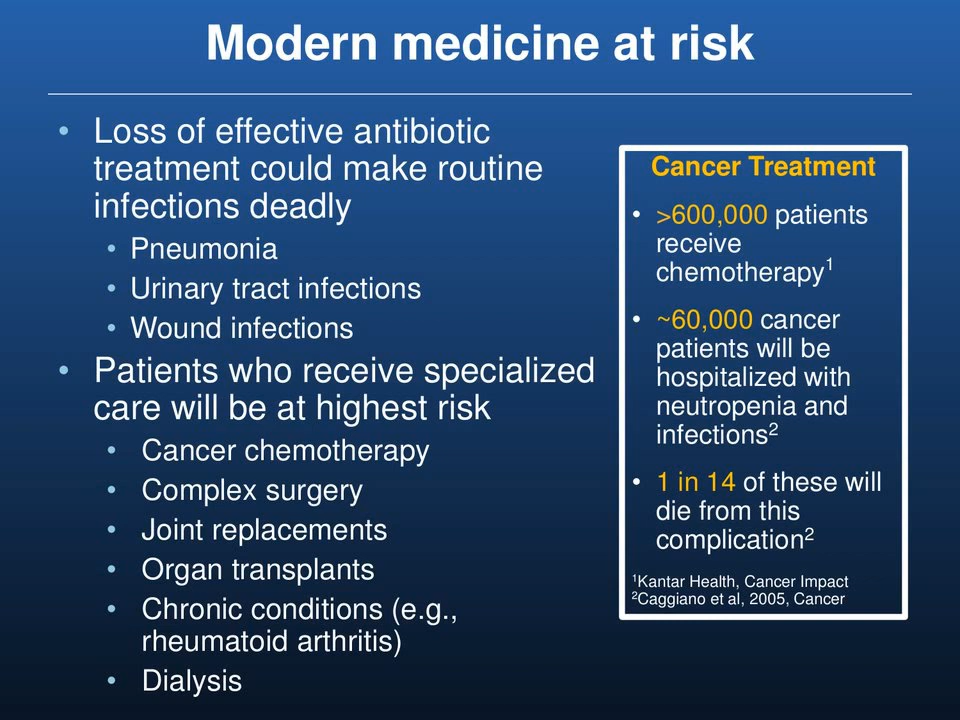 Modern medicine at risk
• Loss of effective antibiotic
treatment could make routine
infections deadly
• Pneumonia
• Urinary tract infections
• Wound infections
• Patients who receive specialized
care will be at highest risk
• Cancer chemotherapy
• Complex surgery
• Joint replacements
• Organ transplants
• Chronic conditions (e.g.,
rheumatoid arthritis)
• Dialysis
Cancer Treatment
• >600,000 patients
receive
chemotherapy¹
• ~60,000 cancer
patients will be
hospitalized with
neutropenia and
infections²
• 1 in 14 of these will
die from this
complication²
¹Kantar Health, Cancer Impact
²Caggiano et al, 2005, Cancer